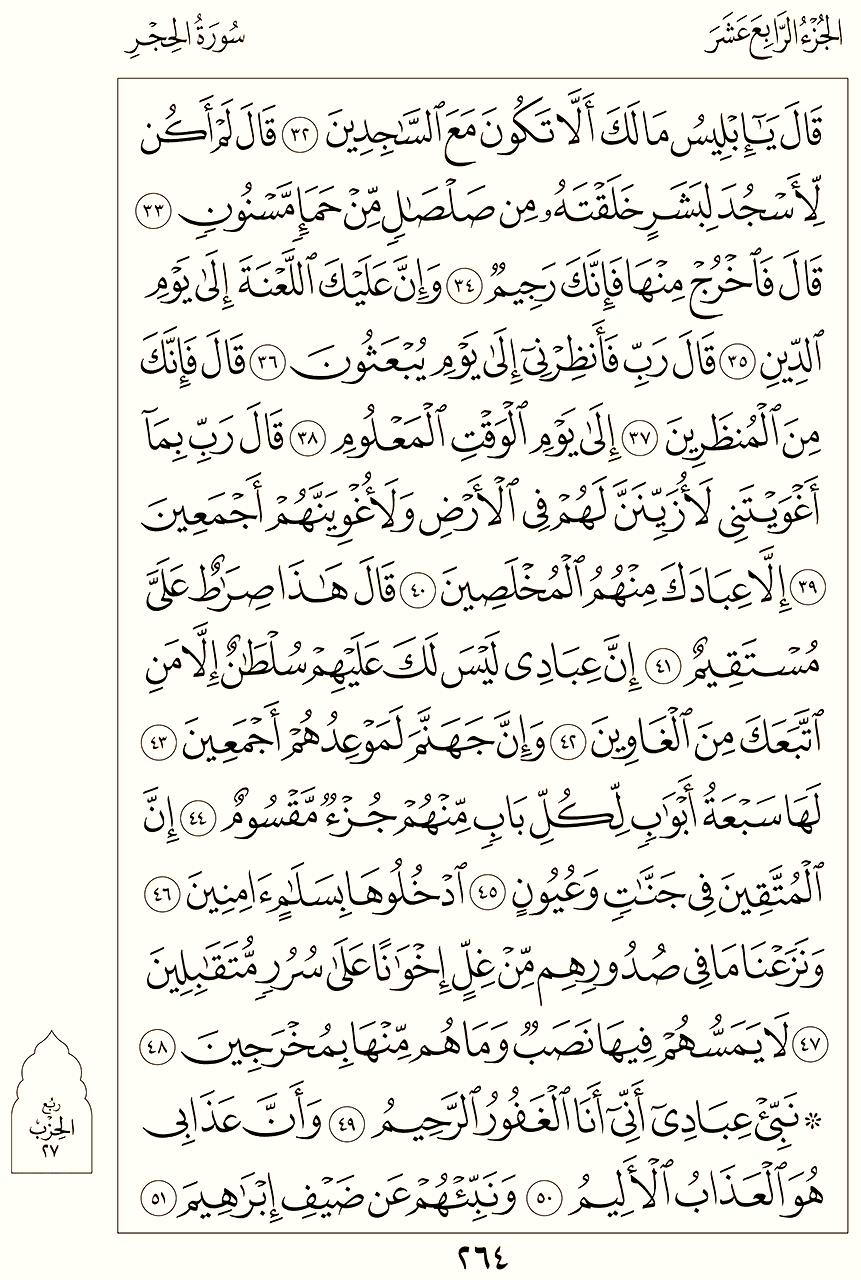 الجُزْءُ الرَّابِعَ عَشَرَ
سُورَةُ الحِجْرِ
قَالَ يَـٰٓإِبْلِيسُ مَا لَكَ أَلَّا تَكُونَ مَعَ ٱلسَّـٰجِدِينَ ٣٢ قَالَ لَمْ أَكُن
لِّأَسْجُدَ لِبَشَرٍ خَلَقْتَهُۥ مِن صَلْصَـٰلٍ مِّنْ حَمَإٍ مَّسْنُونٍ ٣٣
قَالَ فَٱخْرُجْ مِنْهَا فَإِنَّكَ رَجِيمٌ ٣٤ وَإِنَّ عَلَيْكَ ٱللَّعْنَةَ إِلَىٰ يَوْمِ
ٱلدِّينِ ٣٥ قَالَ رَبِّ فَأَنظِرْنِىٓ إِلَىٰ يَوْمِ يُبْعَثُونَ ٣٦ قَالَ فَإِنَّكَ
مِنَ ٱلْمُنظَرِينَ ٣٧ إِلَىٰ يَوْمِ ٱلْوَقْتِ ٱلْمَعْلُومِ ٣٨ قَالَ رَبِّ بِمَآ
أَغْوَيْتَنِى لَأُزَيِّنَنَّ لَهُمْ فِى ٱلْأَرْضِ وَلَأُغْوِيَنَّهُمْ أَجْمَعِينَ
٣٩ إِلَّا عِبَادَكَ مِنْهُمُ ٱلْمُخْلَصِينَ ٤٠ قَالَ هَـٰذَا صِرَٰطٌ عَلَىَّ
مُسْتَقِيمٌ ٤١ إِنَّ عِبَادِى لَيْسَ لَكَ عَلَيْهِمْ سُلْطَـٰنٌ إِلَّا مَنِ
ٱتَّبَعَكَ مِنَ ٱلْغَاوِينَ ٤٢ وَإِنَّ جَهَنَّمَ لَمَوْعِدُهُمْ أَجْمَعِينَ ٤٣
لَهَا سَبْعَةُ أَبْوَٰبٍ لِّكُلِّ بَابٍ مِّنْهُمْ جُزْءٌ مَّقْسُومٌ ٤٤ إِنَّ
ٱلْمُتَّقِينَ فِى جَنَّـٰتٍ وَعُيُونٍ ٤٥ ٱدْخُلُوهَا بِسَلَـٰمٍ ءَامِنِينَ ٤٦
وَنَزَعْنَا مَا فِى صُدُورِهِم مِّنْ غِلٍّ إِخْوَٰنًا عَلَىٰ سُرُرٍ مُّتَقَـٰبِلِينَ
٤٧ لَا يَمَسُّهُمْ فِيهَا نَصَبٌ وَمَا هُم مِّنْهَا بِمُخْرَجِينَ ٤٨
* نَبِّئْ عِبَادِىٓ أَنِّىٓ أَنَا ٱلْغَفُورُ ٱلرَّحِيمُ ٤٩ وَأَنَّ عَذَابِى
هُوَ ٱلْعَذَابُ ٱلْأَلِيمُ ٥٠ وَنَبِّئْهُمْ عَن ضَيْفِ إِبْرَٰهِيمَ ٥١
ربُع
الحِزْبُ
٢٧
٢٦٤